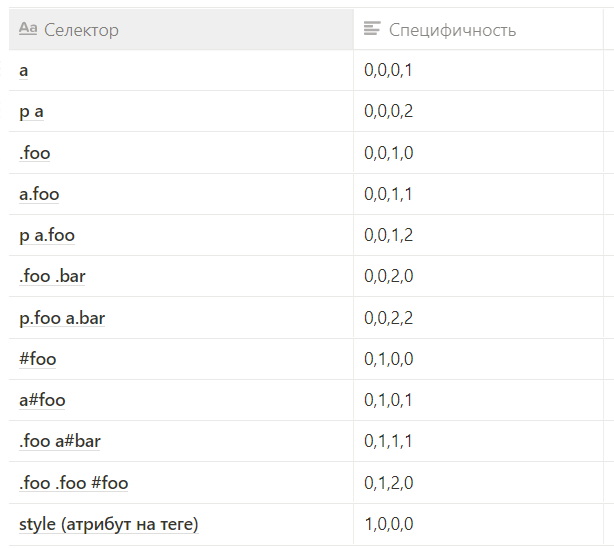 Aa Селектор Специфичность
a 0,0,0,1
p a 0,0,0,2
.foo 0,0,1,0
a.foo 0,0,1,1
p a.foo 0,0,1,2
.foo .bar 0,0,2,0
p.foo a.bar 0,0,2,2
#foo 0,1,0,0
a#foo 0,1,0,1
.foo a#bar 0,1,1,1
.foo .foo #foo 0,1,2,0
style (атрибут на теге) 1,0,0,0